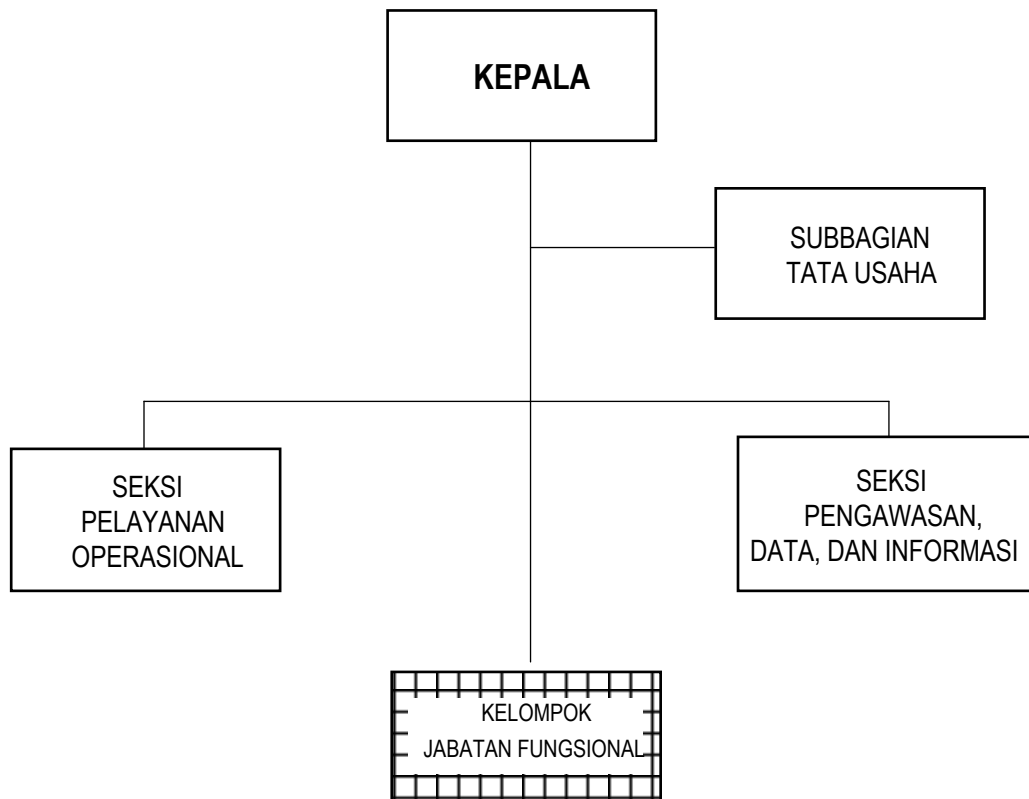 KEPALA
SUBBAGIAN
TATA USAHA
SEKSI
PELAYANAN
OPERASIONAL
SEKSI
PENGAWASAN,
DATA, DAN INFORMASI
KELOMPOK
JABATAN FUNGSIONAL